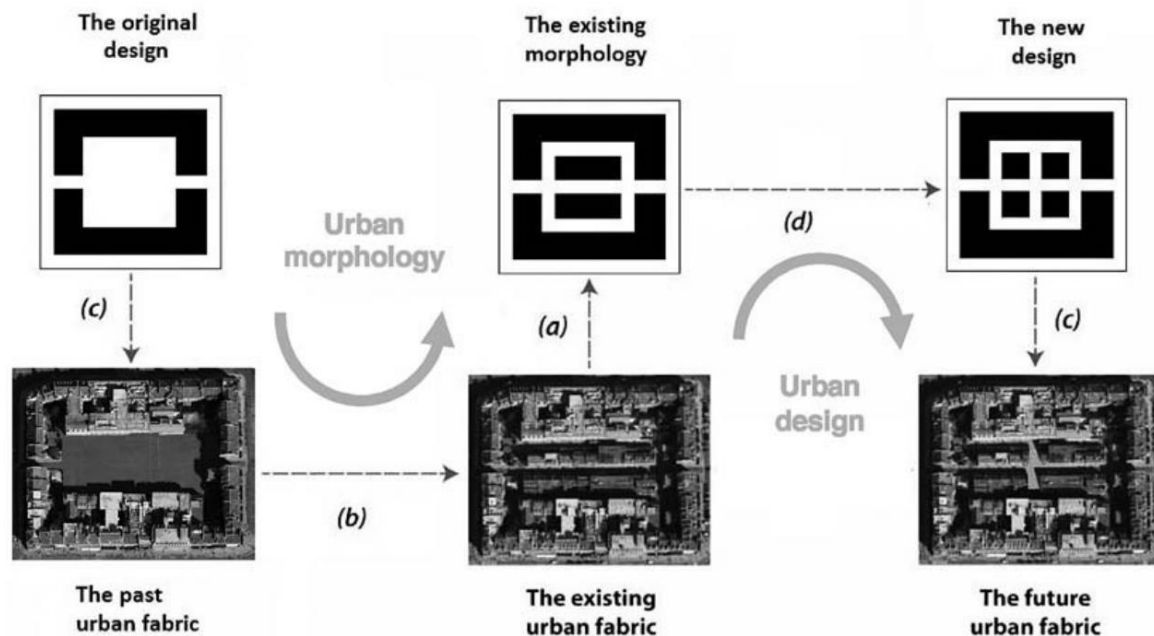 The original
design
The existing
morphology
The new
design
Urban
morphology
(c)
(a)
(d)
(c)
Urban
design
(b)
The past
urban fabric
The existing
urban fabric
The future
urban fabric